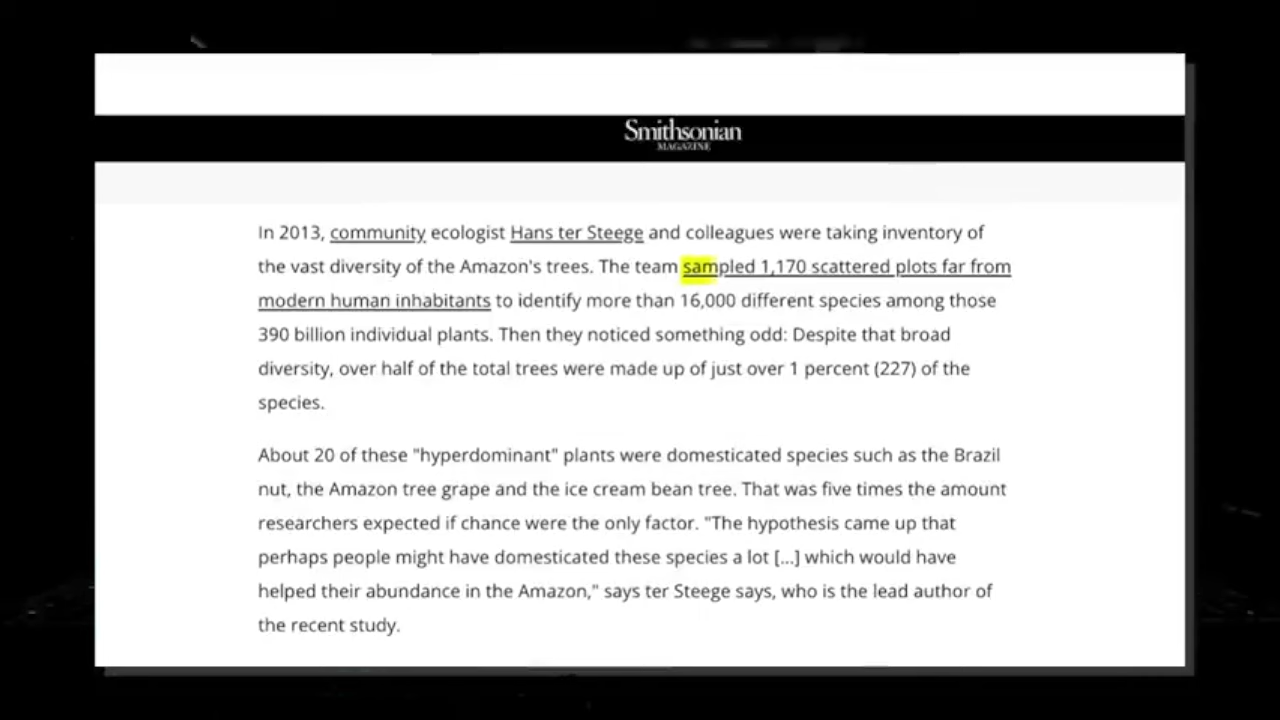 Smithsonian
MAGAZINE
In 2013, community ecologist Hans ter Steege and colleagues were taking inventory of
the vast diversity of the Amazon's trees. The team sampled 1,170 scattered plots far from
modern human inhabitants to identify more than 16,000 different species among those
390 billion individual plants. Then they noticed something odd: Despite that broad
diversity, over half of the total trees were made up of just over 1 percent (227) of the
species.
About 20 of these "hyperdominant" plants were domesticated species such as the Brazil
nut, the Amazon tree grape and the ice cream bean tree. That was five times the amount
researchers expected if chance were the only factor. "The hypothesis came up that
perhaps people might have domesticated these species a lot [...] which would have
helped their abundance in the Amazon," says ter Steege says, who is the lead author of
the recent study.